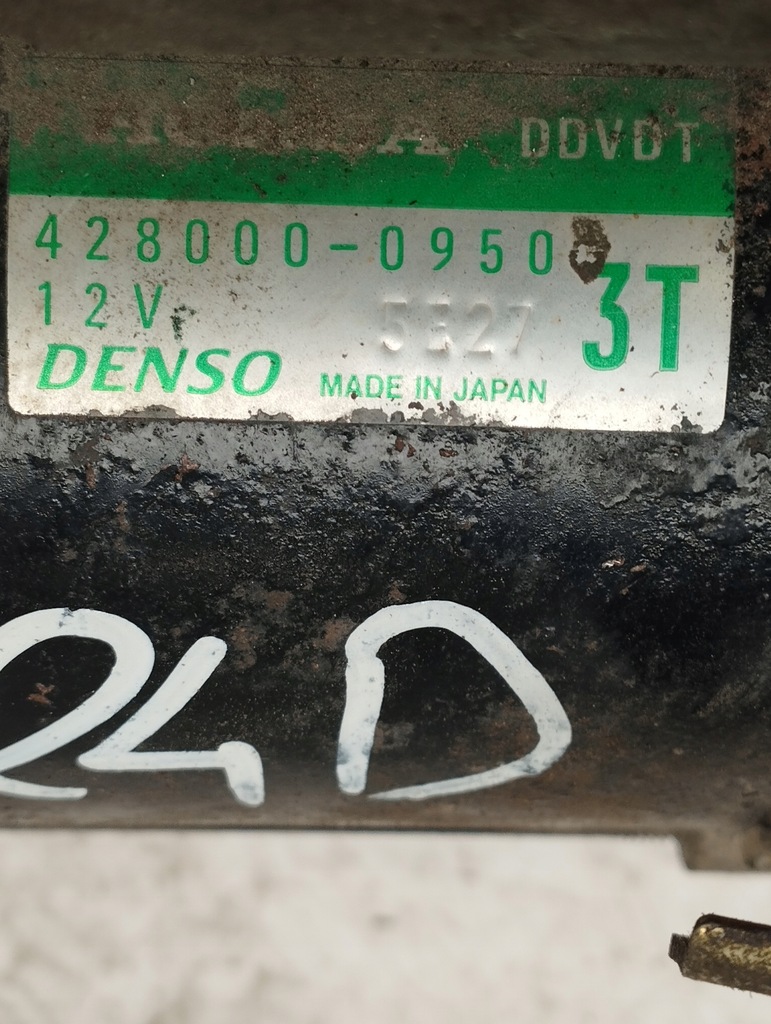 DDVDT
428000-0950
12V
3T
DENSO
MADE IN JAPAN
24D